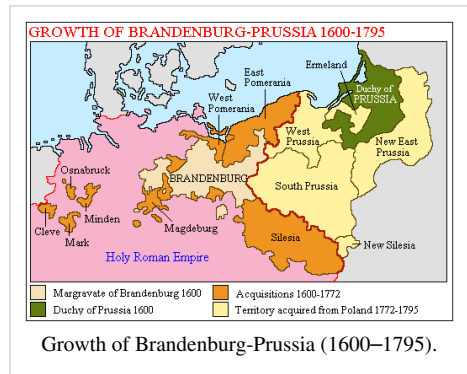 GROWTH OF BRANDENBURG-PRUSSIA 1600-1795
East
Pomerania
Ermeland
West
Pomerania
Duchy of
PRUSSIA
West
Prussia
New East
Prussia
Osnabruck
BRANDENBURG
South Prussia
Minden
Cleve
Magdeburg
Mark
Silesia
New Silesia
Holy Roman Empire
Margravate of Brandenburg 1600
Acquisitions 1600-1772
Duchy of Prussia 1600
Territory acquired from Poland 1772-1795
Growth of Brandenburg-Prussia (1600–1795).